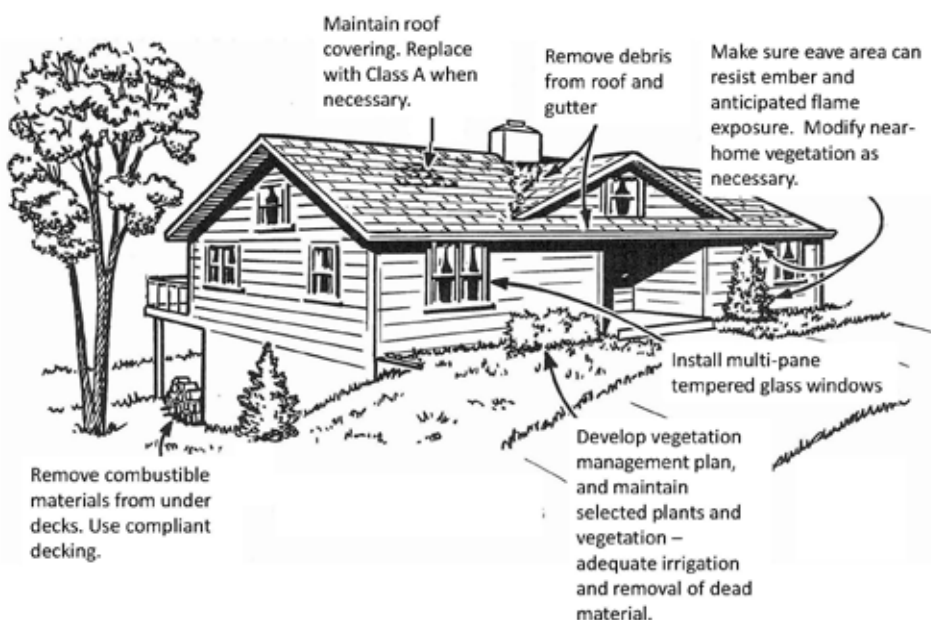 Maintain roof
covering. Replace
with Class A when
necessary.
Remove debris
from roof and
gutter
Make sure eave area can
resist ember and
anticipated flame
exposure.  Modify near-
home vegetation as
necessary.
Install multi-pane
tempered glass windows
Remove combustible
materials from under
decks. Use compliant
decking.
Develop vegetation
management plan,
and maintain
selected plants and
vegetation –
adequate irrigation
and removal of dead
material.